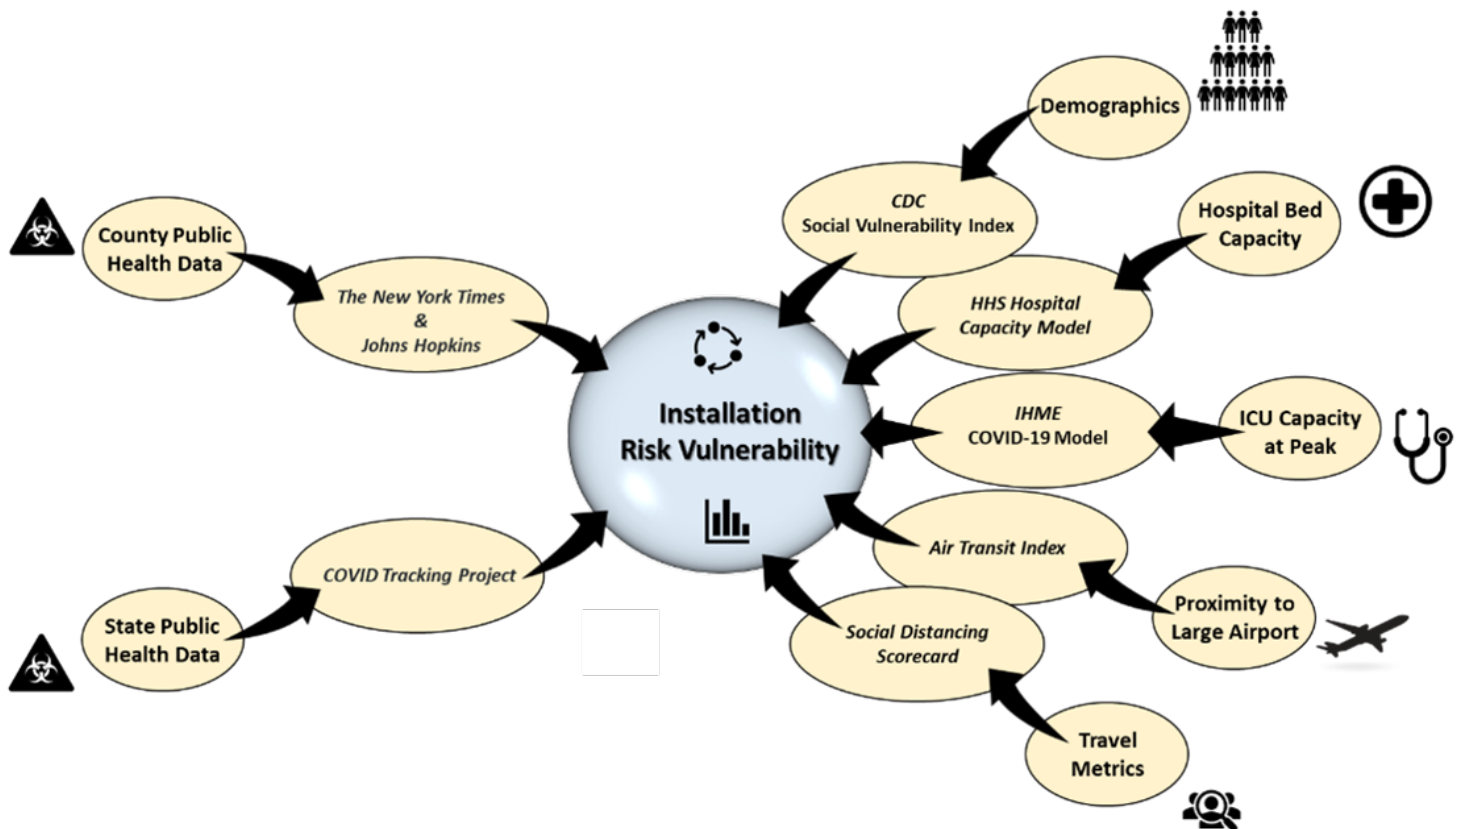 Demographics
CDC
Social Vulnerability Index
Hospital Bed
Capacity
County Public
Health Data
The New York Times
&
Johns Hopkins
HHS Hospital
Capacity Model
Installation
Risk Vulnerability
IHME
COVID-19 Model
ICU Capacity
at Peak
COVID Tracking Project
Air Transit Index
State Public
Health Data
Proximity to
Large Airport
Social Distancing
Scorecard
Travel
Metrics